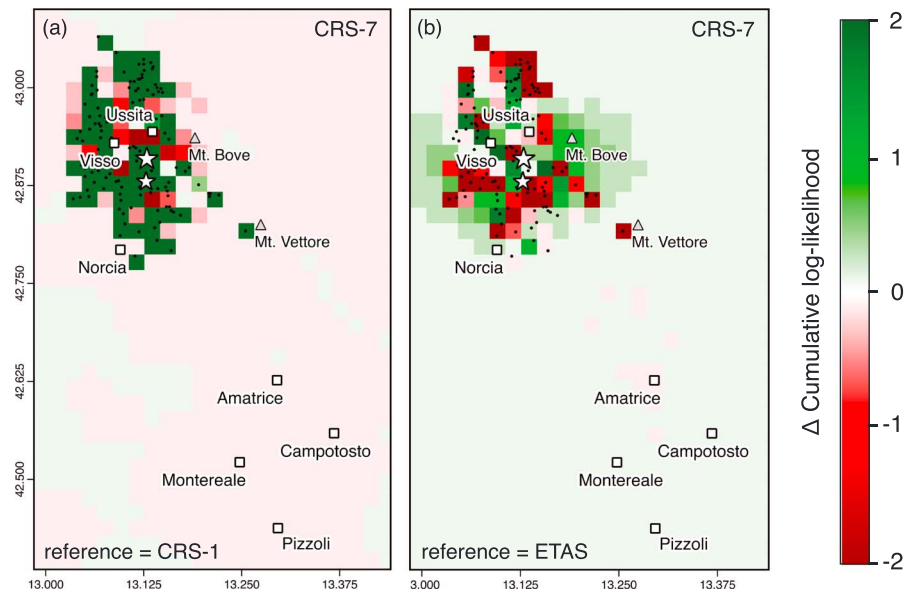 (a)
CRS-7
43.000
42.875
42.750
42.625
42.500
Ussita
Visso
Mt. Bove
Mt. Vettore
Norcia
Amatrice
Campotosto
Montereale
Pizzoli
reference = CRS-1
13.000
13.125
13.250
13.375
(b)
CRS-7
Ussita
Visso
Mt. Bove
Mt. Vettore
Norcia
Amatrice
Campotosto
Montereale
Pizzoli
reference = ETAS
3.000
13.125
13.250
13.375
Δ Cumulative log-likelihood
2
1
0
-1
-2